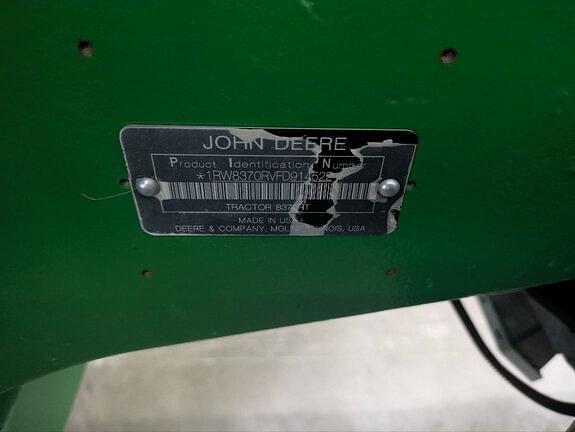 JOHN DEERE
Product Identification Number
*1RW8370RVFD914522
TRACTOR
MADE IN USA
DEERE & COMPANY, MOLINE, ILLINOIS, USA